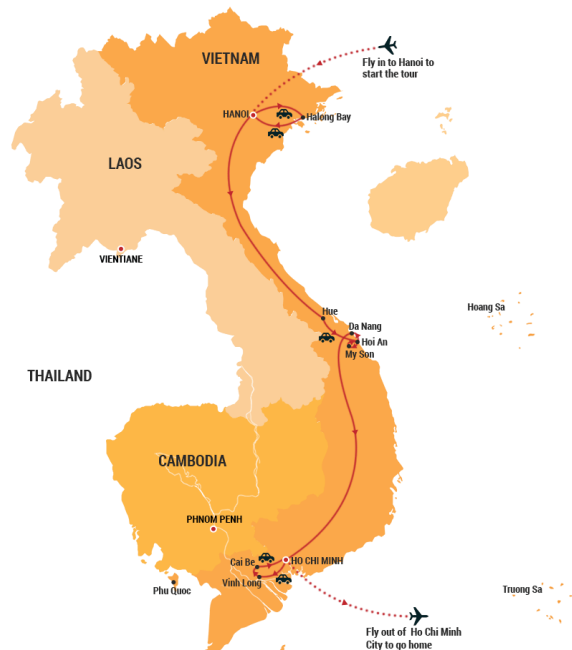 VIETNAM
Fly in to Hanoi to
start the tour
HANOI
Halong Bay
LAOS
VIENTIANE
Hue
Da Nang
Hoi An
My Son
Hoang Sa
THAILAND
CAMBODIA
PHNOM PENH
Cai Be
HO CHI MINH
Vinh Long
Phu Quoc
Truong Sa
Fly out of Ho Chi Minh
City to go home